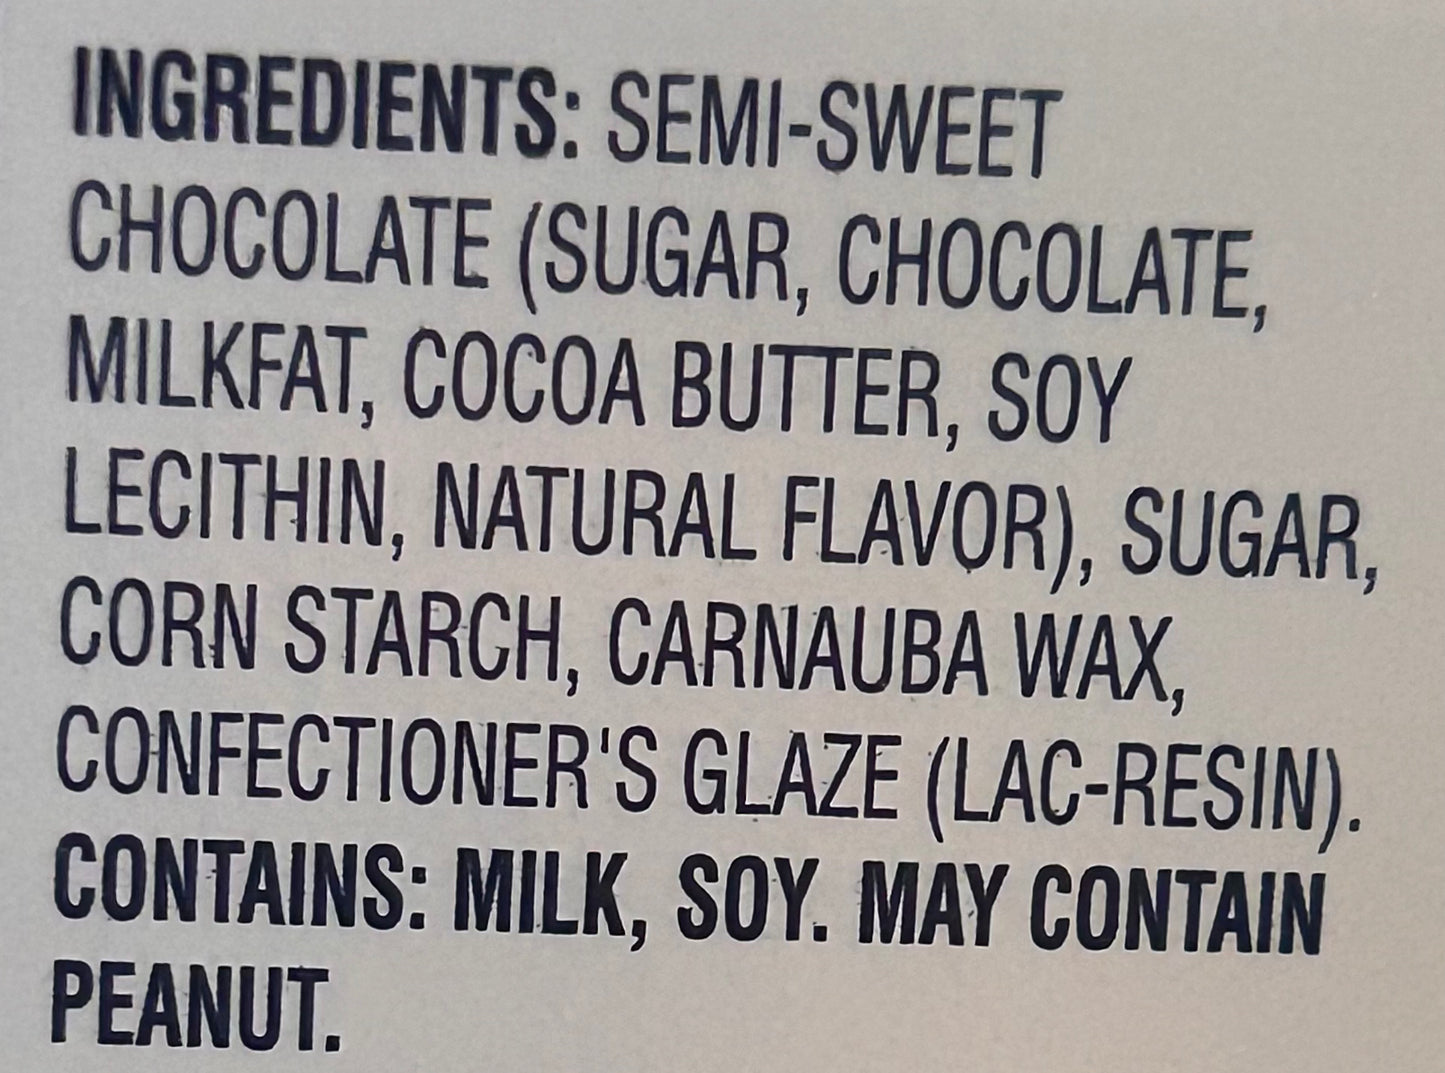 INGREDIENTS: SEMI-SWEET
CHOCOLATE (SUGAR, CHOCOLATE,
MILKFAT, COCOA BUTTER, SOY
LECITHIN, NATURAL FLAVOR), SUGAR,
CORN STARCH, CARNAUBA WAX,
CONFECTIONER'S GLAZE (LAC-RESIN).
CONTAINS: MILK, SOY. MAY CONTAIN
PEANUT.